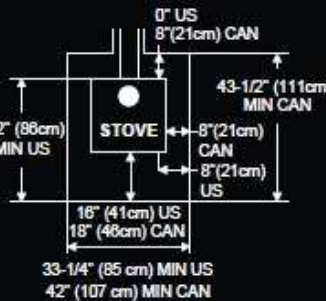 0" US
8"(21cm) CAN
43-1/2" (111cm
MIN CAN
2" (86cm)
MIN US
STOVE
8"(21cm)
CAN
8"(21cm)
US
16" (41cm) US
18" (46cm) CAN
33-1/4" (85 cm) MIN US
42" (107 cm) MIN CAN